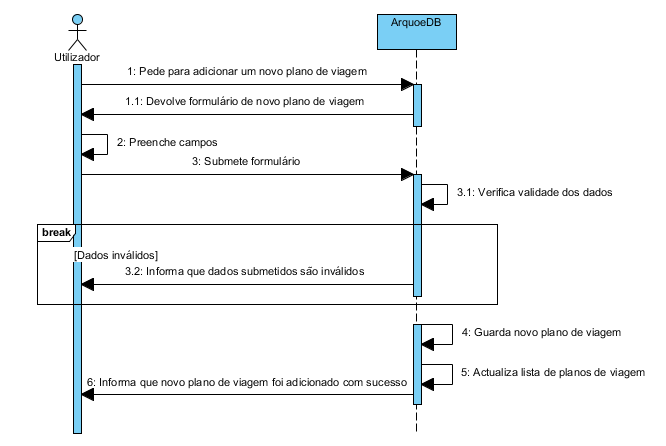 ArquoeDB
Utilizador
1: Pede para adicionar um novo plano de viagem
1.1: Devolve formulário de novo plano de viagem
2: Preenche campos
3: Submete formulário
3.1: Verifica validade dos dados
break
[Dados inválidos]
3.2: Informa que dados submetidos são inválidos
4: Guarda novo plano de viagem
5: Actualiza lista de planos de viagem
6: Informa que novo plano de viagem foi adicionado com sucesso